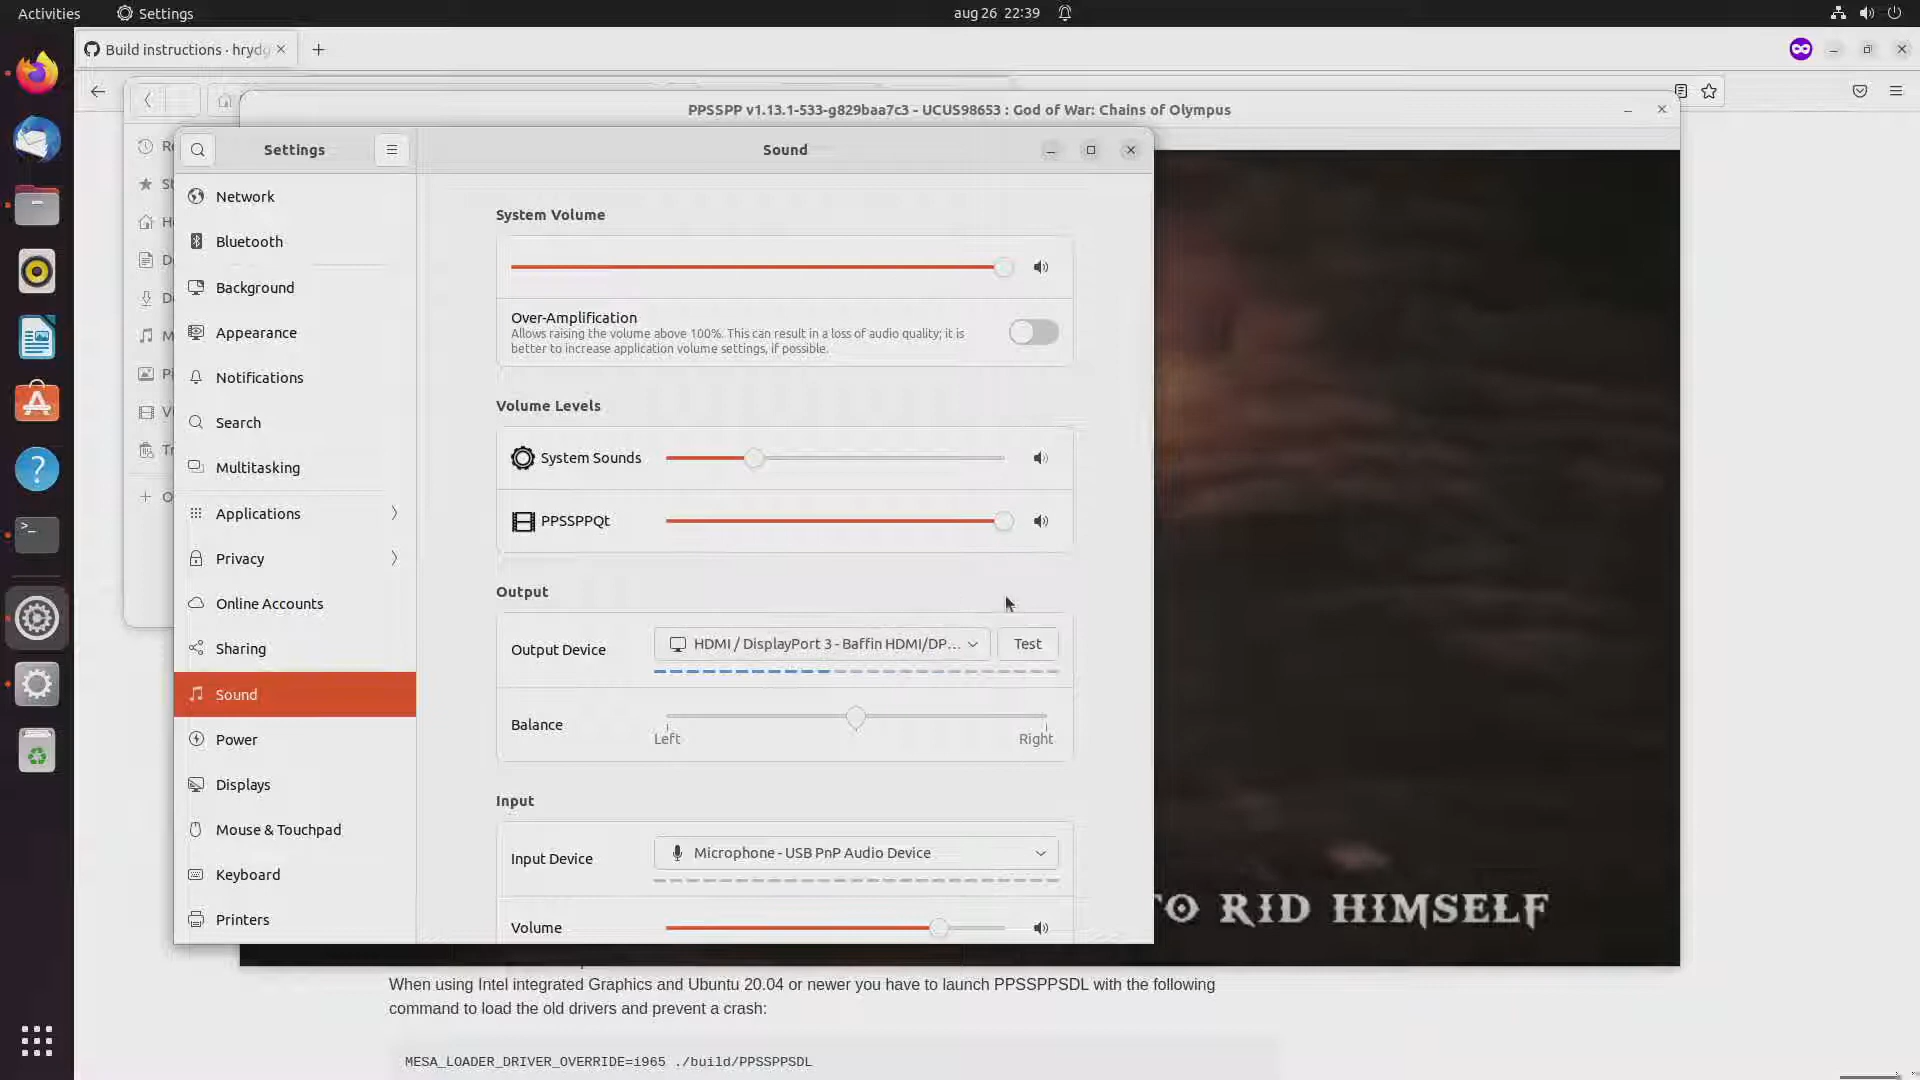 Activities
Settings
aug 26 22:39
Build instructions · hrydg
PPSSPP v1.13.1-533-g829baa7c3 - UCUS98653 : God of War: Chains of Olympus
Settings
Sound
Network
Bluetooth
Background
Appearance
Notifications
Search
Multitasking
Applications
Privacy
Online Accounts
Sharing
Sound
Power
Displays
Mouse & Touchpad
Keyboard
Printers
System Volume
Over-Amplification
Allows raising the volume above 100%. This can result in a loss of audio quality; it is
better to increase application volume settings, if possible.
Volume Levels
System Sounds
PPSSPPQt
Output
Output Device
HDMI / DisplayPort 3 - Baffin HDMI/DP...
Test
Balance
Left
Right
Input
Input Device
Microphone - USB PnP Audio Device
Volume
TO RID HIMSELF
When using Intel integrated Graphics and Ubuntu 20.04 or newer you have to launch PPSSPPSDL with the following
command to load the old drivers and prevent a crash:
MESA_LOADER_DRIVER_OVERRIDE=i965 ./build/PPSSPPSDL